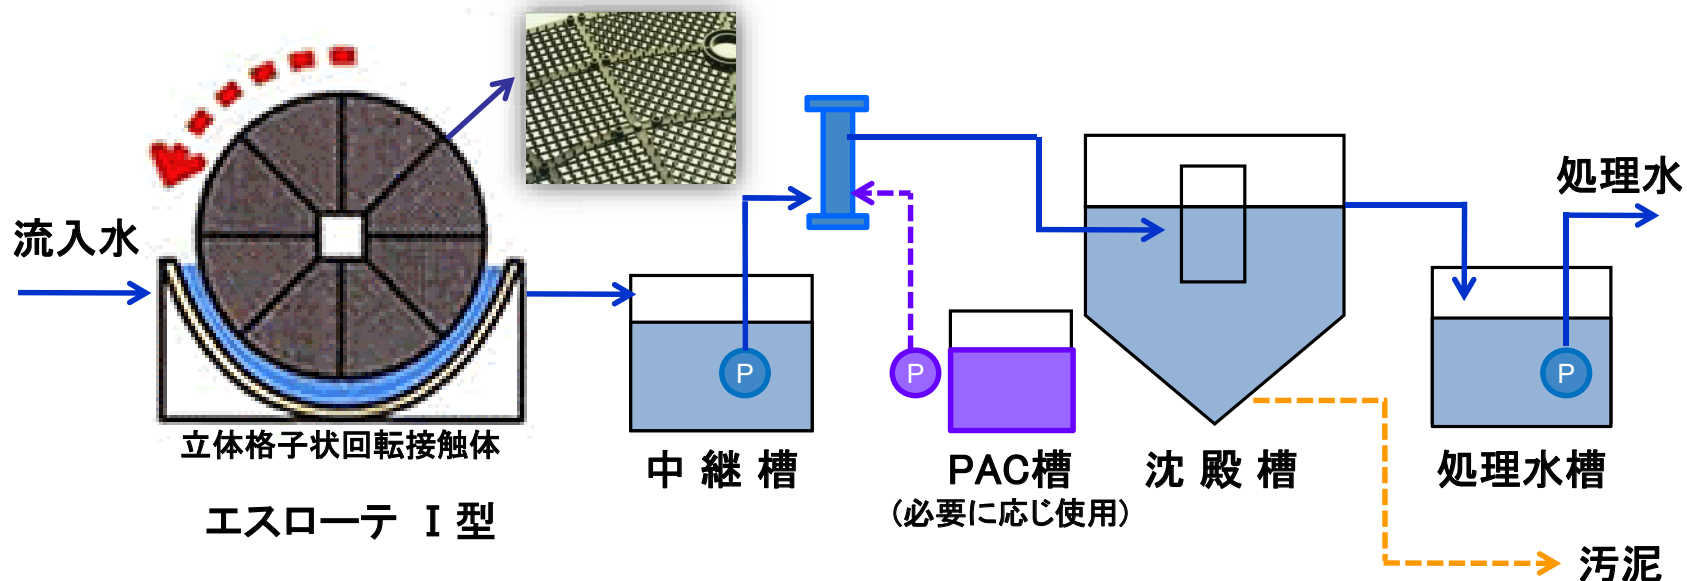 流入水
立体格子状回転接触体
エスローテ Ⅰ型
P
中継槽
P
PAC槽
(必要に応じ使用)
沈殿槽
処理水
P
処理水槽
汚泥